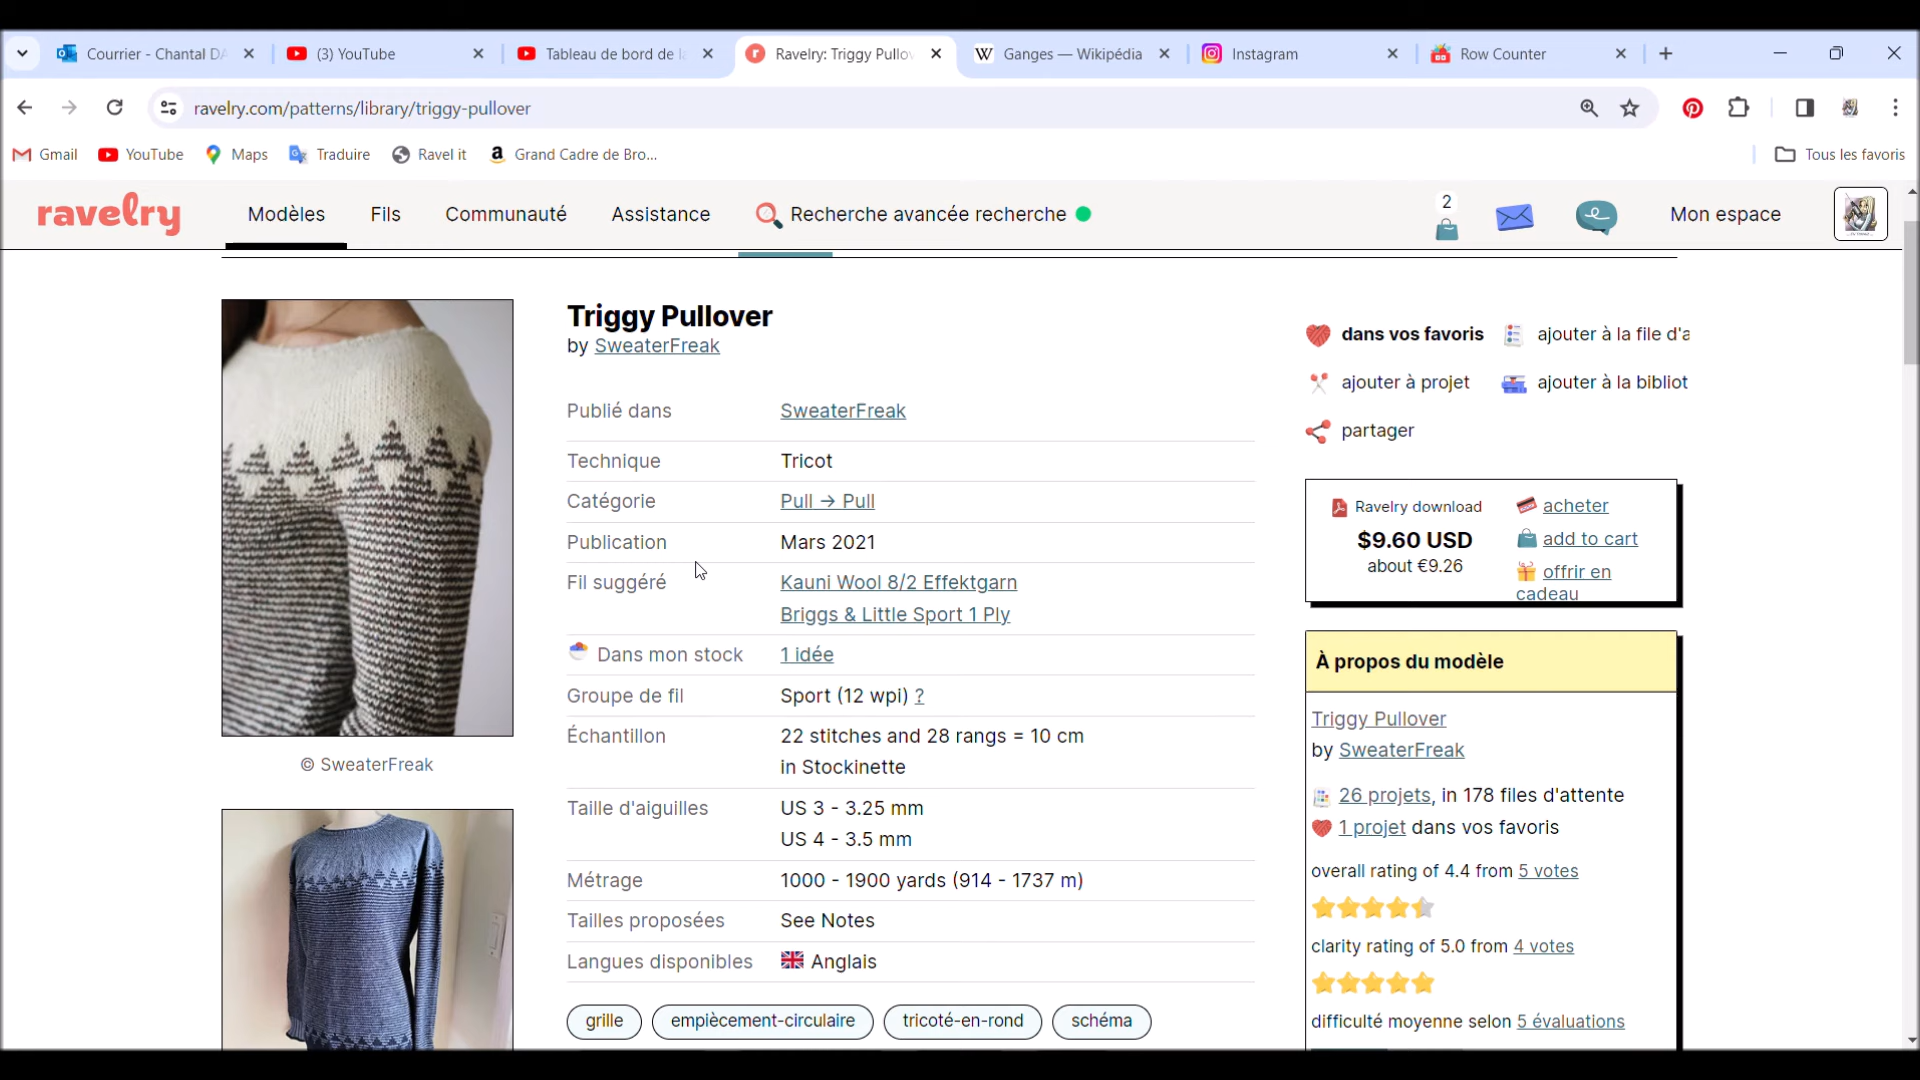 Courrier - Chantal DA
(3) YouTube
Tableau de bord de la
Ravelry: Triggy Pullov
Ganges — Wikipédia
Instagram
Row Counter
ravelry.com/patterns/library/triggy-pullover
Gmail
YouTube
Maps
Traduire
Ravel it
Grand Cadre de Bro...
Tous les favoris
ravelry
Modèles
Fils
Communauté
Assistance
Recherche avancée recherche
2
Mon espace
Triggy Pullover
by SweaterFreak
Publié dans SweaterFreak
Technique Tricot
Catégorie Pull → Pull
Publication Mars 2021
Fil suggéré Kauni Wool 8/2 Effektgarn
Briggs & Little Sport 1 Ply
Dans mon stock 1 idée
Groupe de fil Sport (12 wpi) ?
Échantillon 22 stitches and 28 rangs = 10 cm
in Stockinette
Taille d'aiguilles US 3 - 3.25 mm
US 4 - 3.5 mm
Métrage 1000 - 1900 yards (914 - 1737 m)
Tailles proposées See Notes
Langues disponibles Anglais
grille
empiècement-circulaire
tricoté-en-rond
schéma
© SweaterFreak
dans vos favoris
ajouter à la file d'a
ajouter à projet
ajouter à la bibliot
partager
Ravelry download
$9.60 USD
about €9.26
acheter
add to cart
offrir en
cadeau
À propos du modèle
Triggy Pullover
by SweaterFreak
26 projets, in 178 files d'attente
1 projet dans vos favoris
overall rating of 4.4 from 5 votes
clarity rating of 5.0 from 4 votes
difficulté moyenne selon 5 évaluations